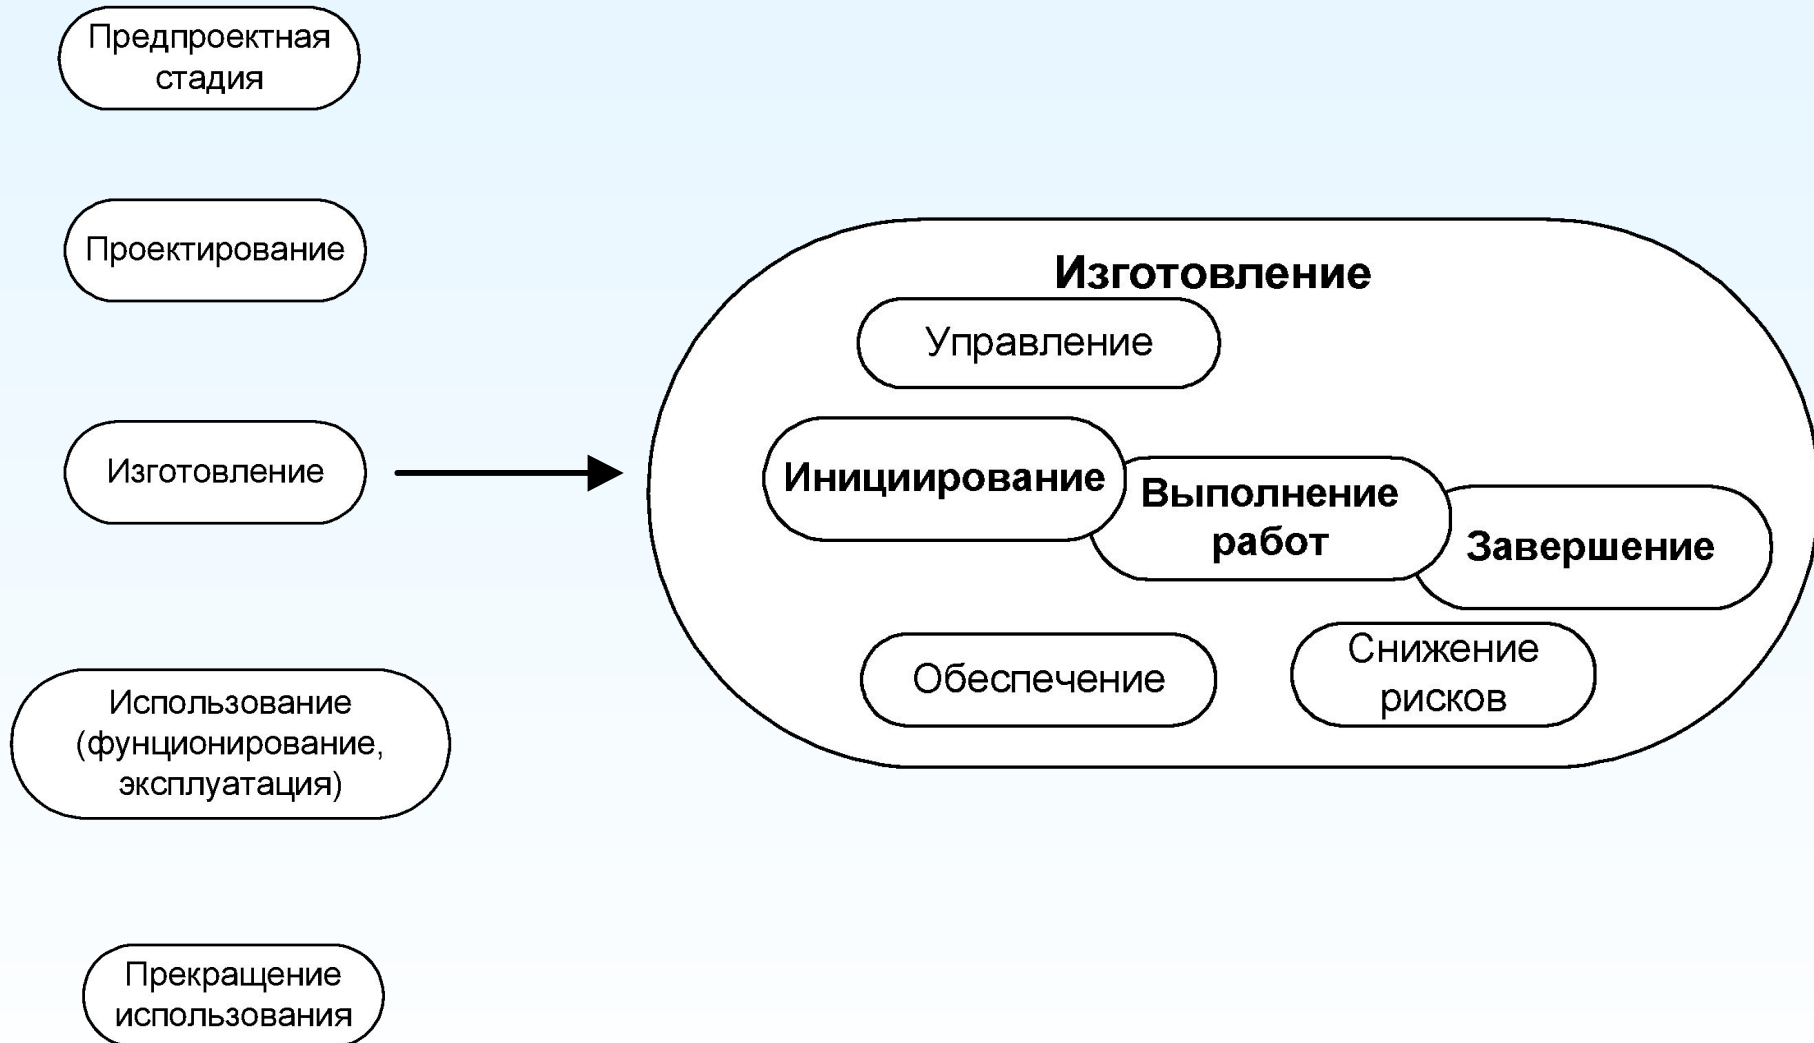 Предпроектная
стадия
Проектирование
Изготовление
Использование
(фунционирование,
эксплуатация)
Прекращение
использования
Изготовление
Управление
Инициирование
Выполнение
работ
Завершение
Обеспечение
Снижение
рисков